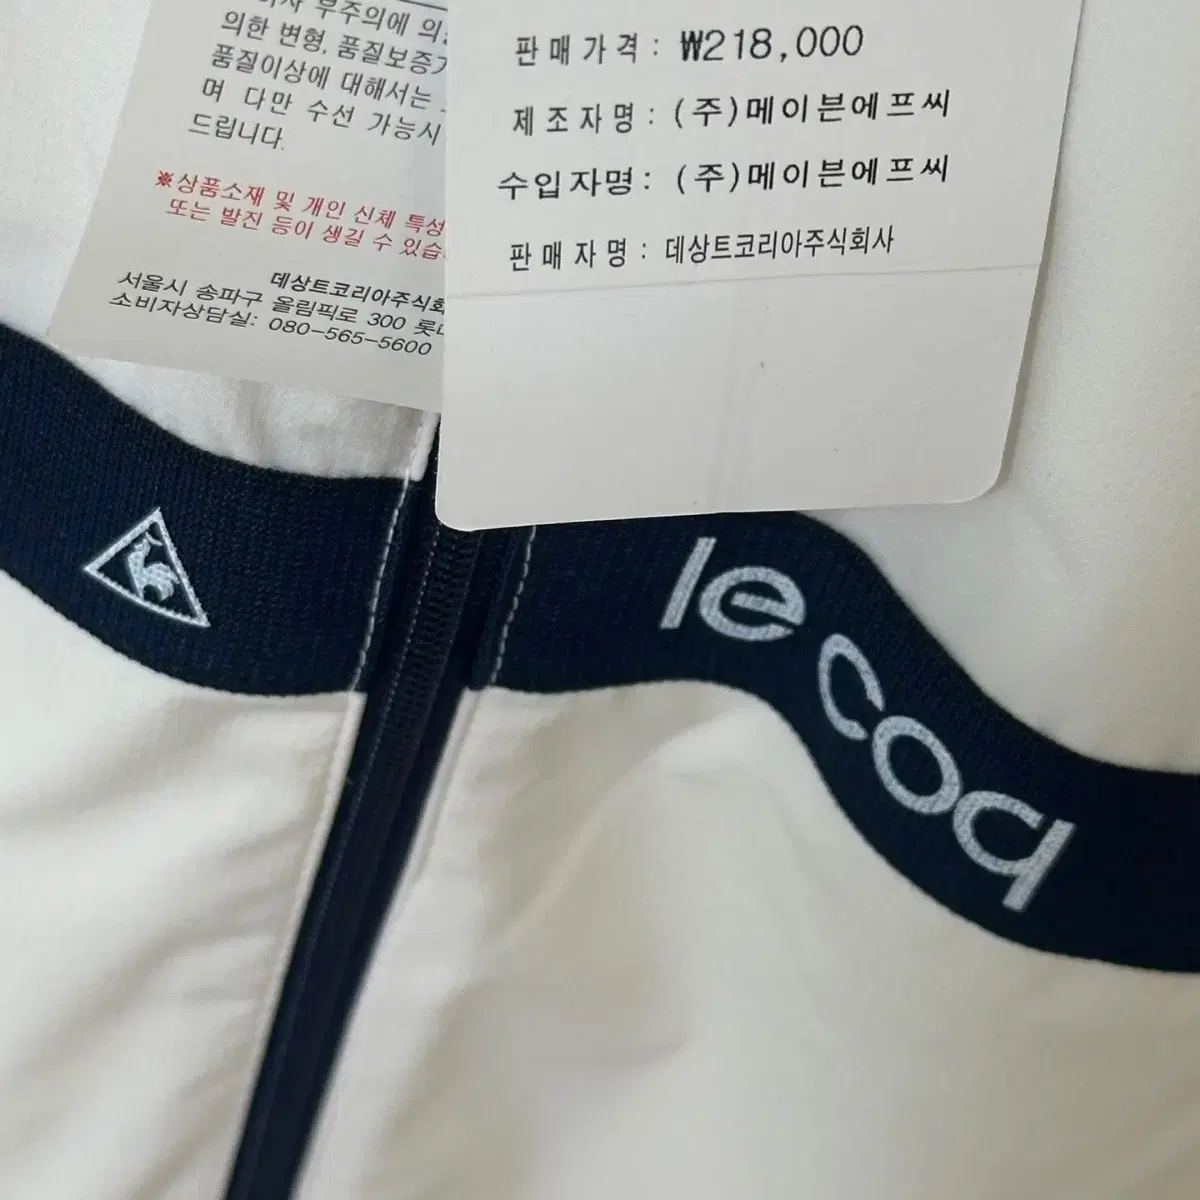 부주의에
의한 변형, 품질보증
품질이상에 대해서는
며 다만 수선 가능시
드립니다.
※상품소재 및 개인 신체 특성
또는 발진 등이 생길 수 있습
데상트코리아주식회
서울시 송파구 올림픽로 300 롯데
소비자상담실: 080-565-5600
판매가격: ₩218,000
제조자명: (주)메이븐에프씨
수입자명: (주)메이븐에프씨
판매자명: 데상트코리아주식회사
le coq